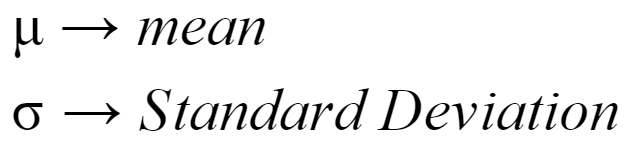 μ → mean
σ → Standard Deviation